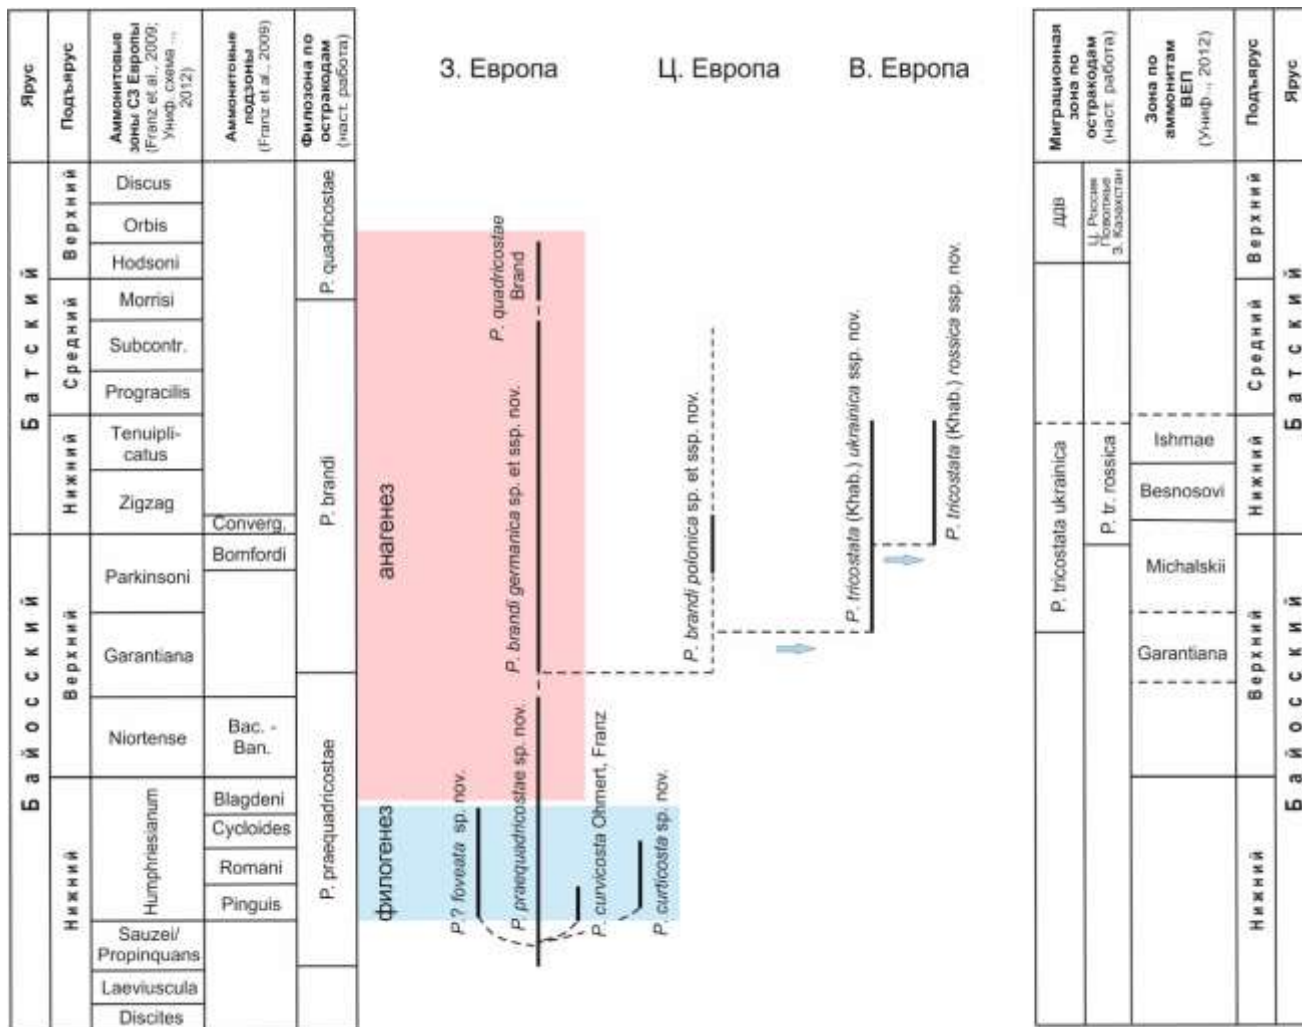 Ярус
Подъярус
Аммонитовые
зоны СЗ Европы
(Franz et al., 2009;
Униф. схема ...,
2012)
Аммонитовые
подзоны
(Franz et al., 2009)
Филозона по
остракодам
(наст. работа)
З. Европа
Ц. Европа
В. Европа
Миграционная
зона по
остракодам
(наст. работа)
Зона по
аммонитам
ВЕП
(Униф..., 2012)
Подъярус
Ярус
Батский
Байосский
Верхний
Средний
Нижний
Верхний
Нижний
Discus
Orbis
Hodsoni
Morrisi
Subcontr.
Progracilis
Tenuipli-
catus
Zigzag
Parkinsoni
Garantiana
Niortense
Humphriesianum
Sauzei/
Propinquans
Laeviuscula
Discites
Converg.
Bomfordi
Bac. -
Ban.
Blagdeni
Cycloides
Romani
Pinguis
P. quadricostae
P. brandi
P. praequadricostae
анагенез
филогенез
P. quadricostae
Brand
P. brandi germanica sp. et ssp. nov.
P.? foveata sp. nov.
P. praequadricostae sp. nov.
P. curvicosta Ohmert, Franz
P. curticosta sp. nov.
P. brandi polonica sp. et ssp. nov.
P. tricostata (Khab.) ukrainica ssp. nov.
P. tricostata (Khab.) rossica ssp. nov.
ДДВ
Ц. Россия
Поволжье
З. Казахстан
P. tricostata ukrainica
P. tr. rossica
Ishmae
Besnosovi
Michalskii
Garantiana
Верхний
Средний
Нижний
Верхний
Нижний
Батский
Байосский